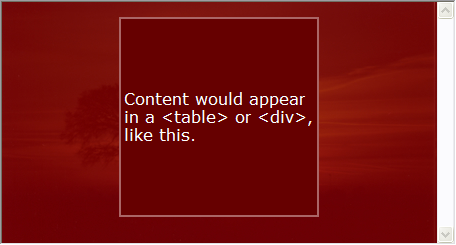 Content would appear
in a <table> or <div>,
like this.